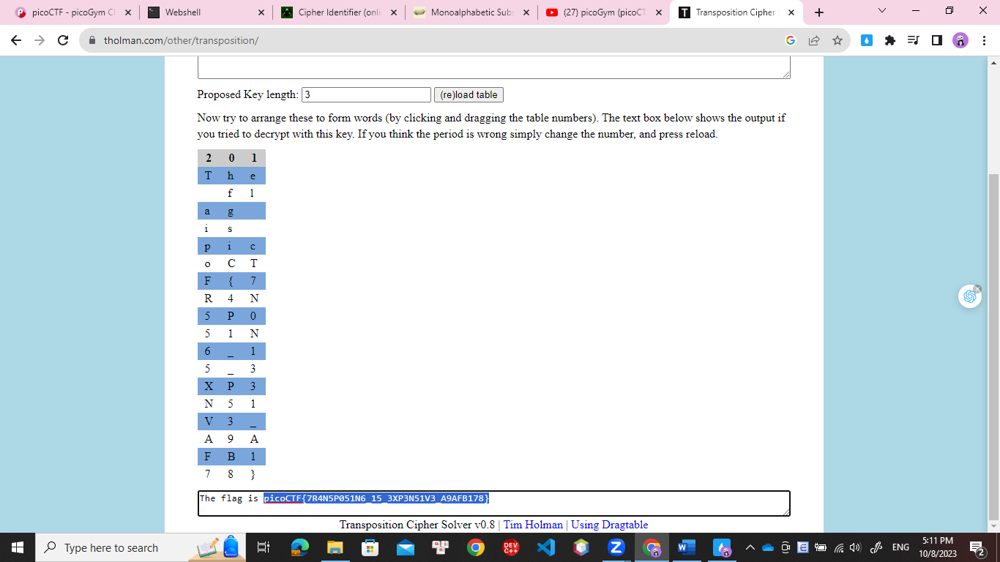 picoCTF - picoGym C
Webshell
Cipher Identifier (onli
Monoalphabetic Subs
(27) picoGym (picoCT
Transposition Cipher
tholman.com/other/transposition/
Proposed Key length: 3 (re)load table
Now try to arrange these to form words (by clicking and dragging the table numbers). The text box below shows the output if
you tried to decrypt with this key. If you think the period is wrong simply change the number, and press reload.
2 0 1
T h e
f l
a g
i s
p i c
o C T
F { 7
R 4 N
5 P 0
5 1 N
6 _ 1
5 _ 3
X P 3
N 5 1
V 3 _
A 9 A
F B 1
7 8 }
The flag is picoCTF{7R4N5P051N6_15_3XP3N51V3_A9AFB178}
Transposition Cipher Solver v0.8 | Tim Holman | Using Dragtable
Type here to search
DEV C++
ENG
5:11 PM
10/8/2023
2